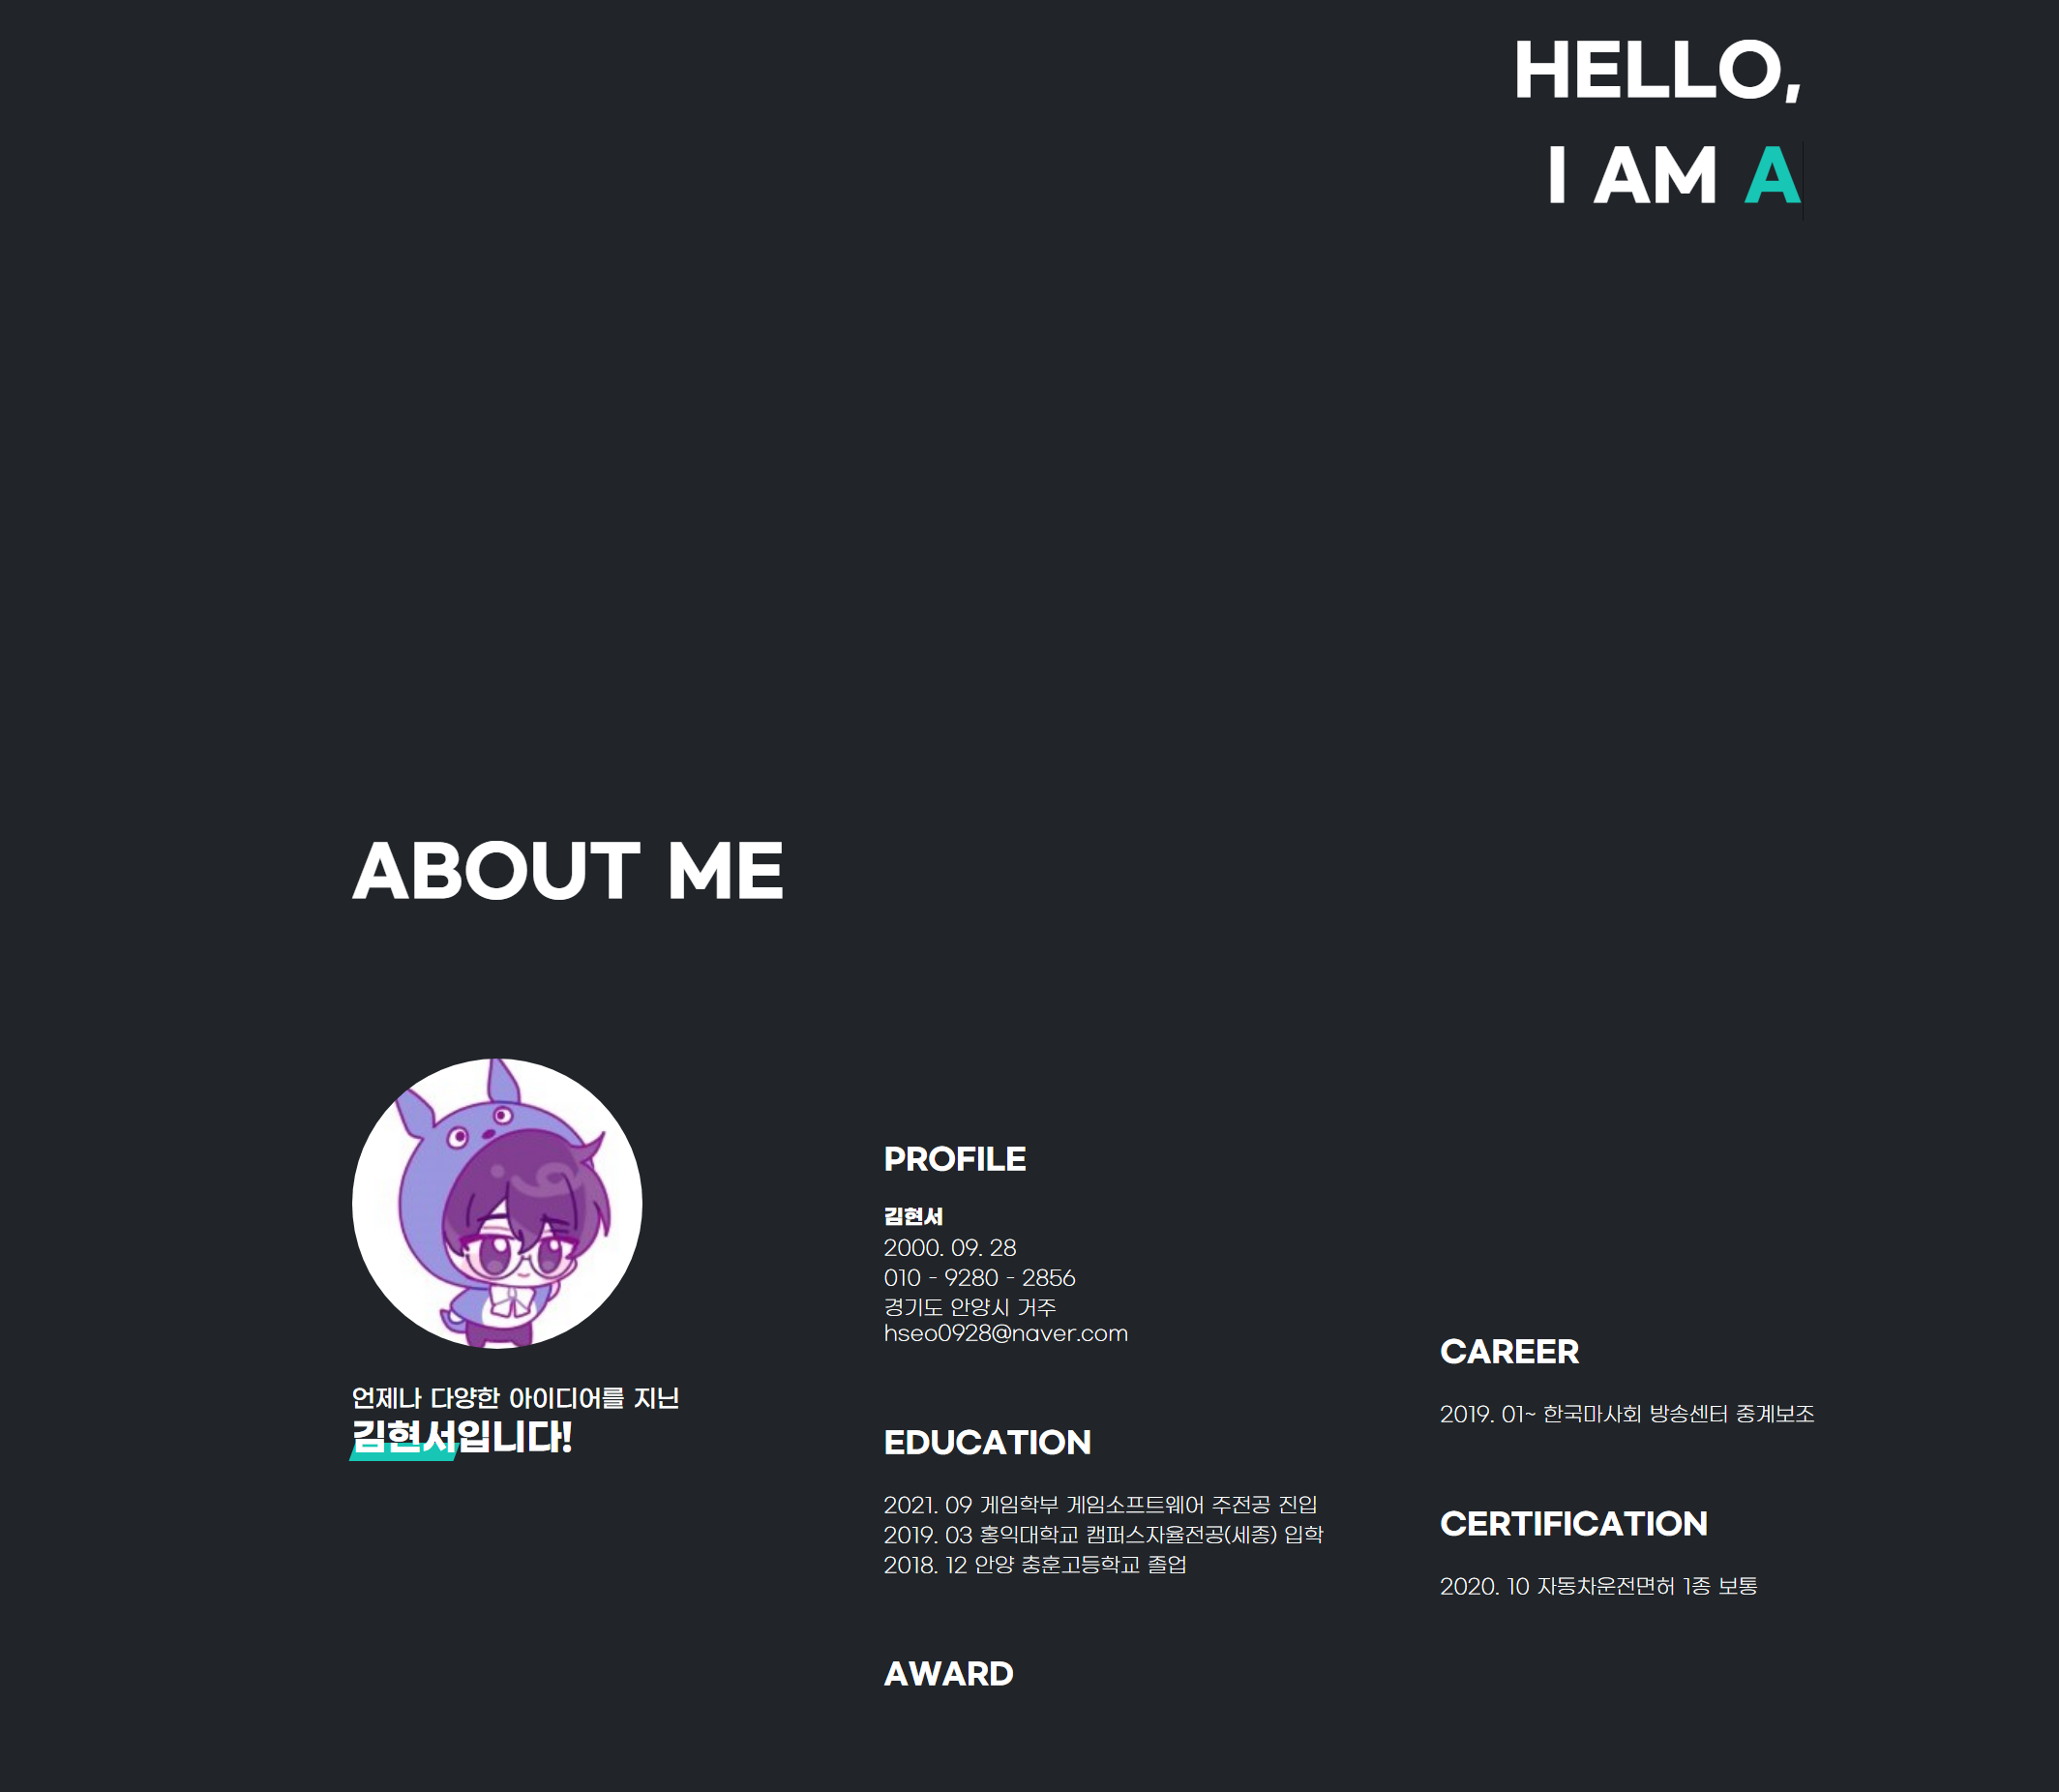 HELLO,
I AM A
ABOUT ME
언제나 다양한 아이디어를 지닌
김현서입니다!
PROFILE
김현서
2000. 09. 28
010 - 9280 - 2856
경기도 안양시 거주
hseo0928@naver.com
EDUCATION
2021. 09 게임학부 게임소프트웨어 주전공 진입
2019. 03 홍익대학교 캠퍼스자율전공(세종) 입학
2018. 12 안양 충훈고등학교 졸업
AWARD
CAREER
2019. 01~ 한국마사회 방송센터 중계보조
CERTIFICATION
2020. 10 자동차운전면허 1종 보통